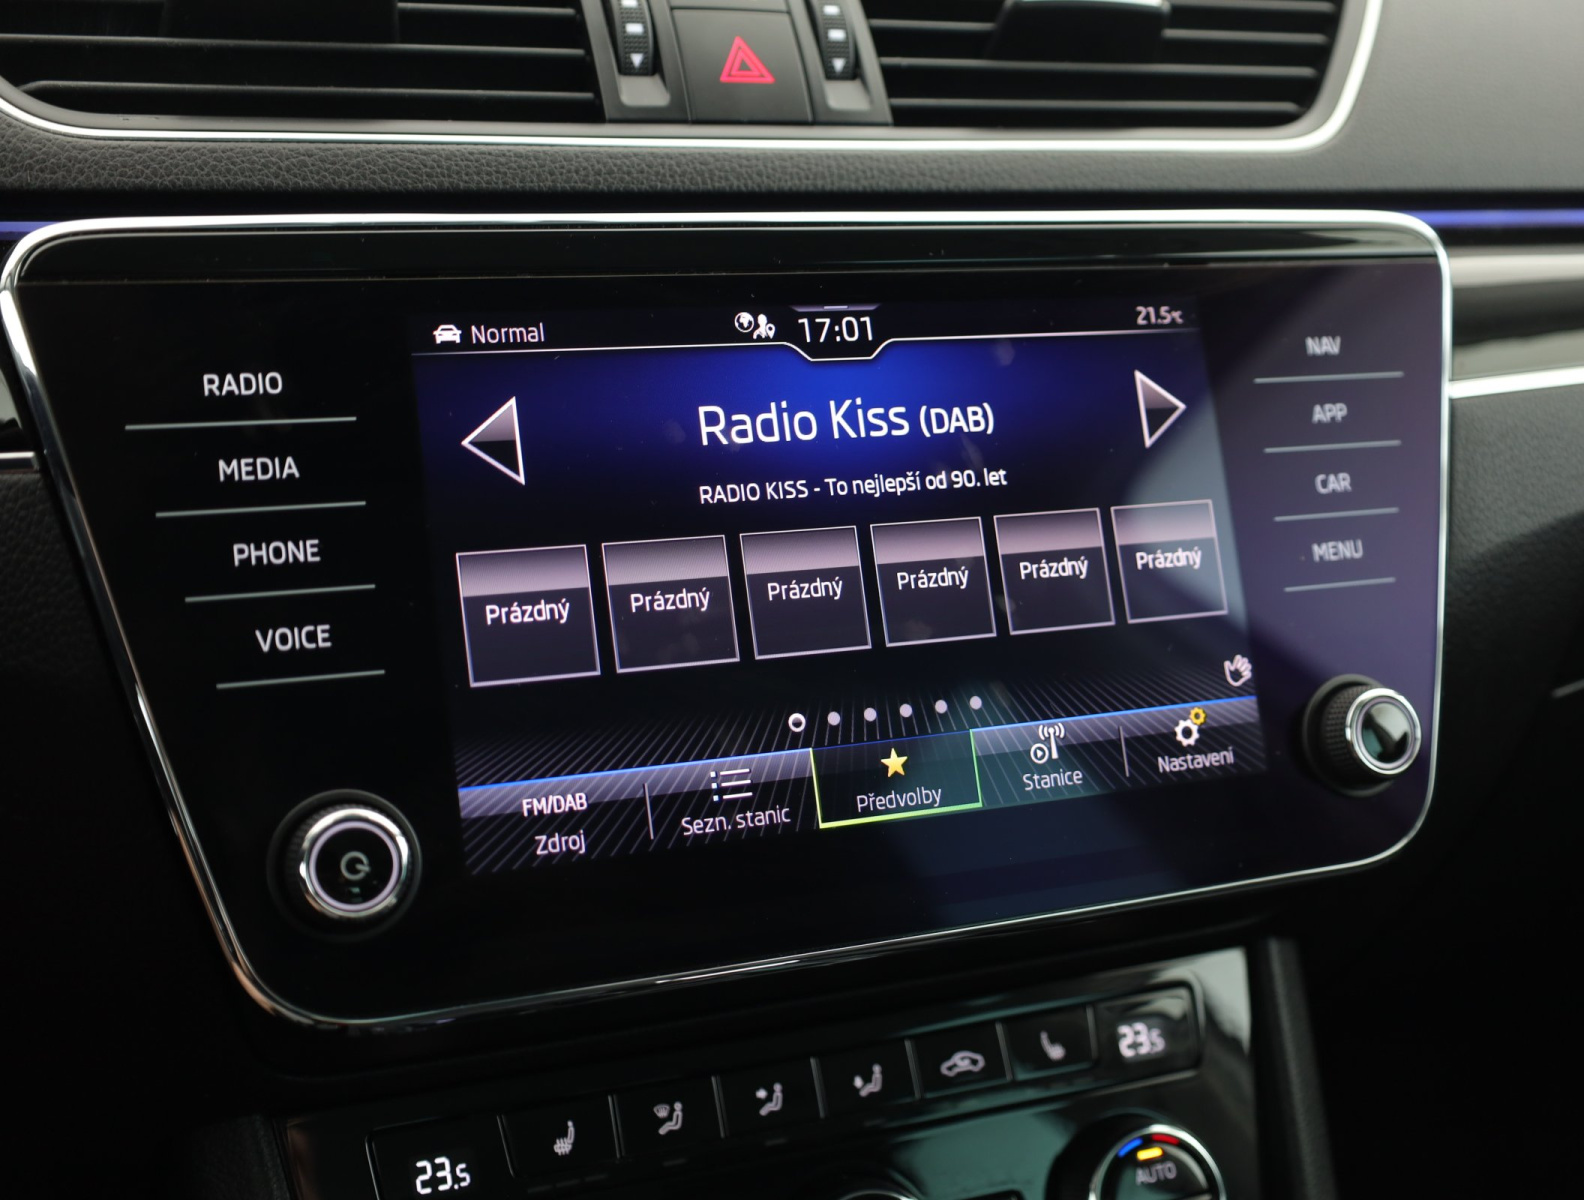 Normal
17:01
21.5°C
RADIO
MEDIA
PHONE
VOICE
Radio Kiss (DAB)
RADIO KISS - To nejlepší od 90. let
Prázdný
Prázdný
Prázdný
Prázdný
Prázdný
Prázdný
FM/DAB
Zdroj
Sezn. stanic
Předvolby
Stanice
Nastavení
NAV
APP
CAR
MENU
23.5
23.5
AUTO